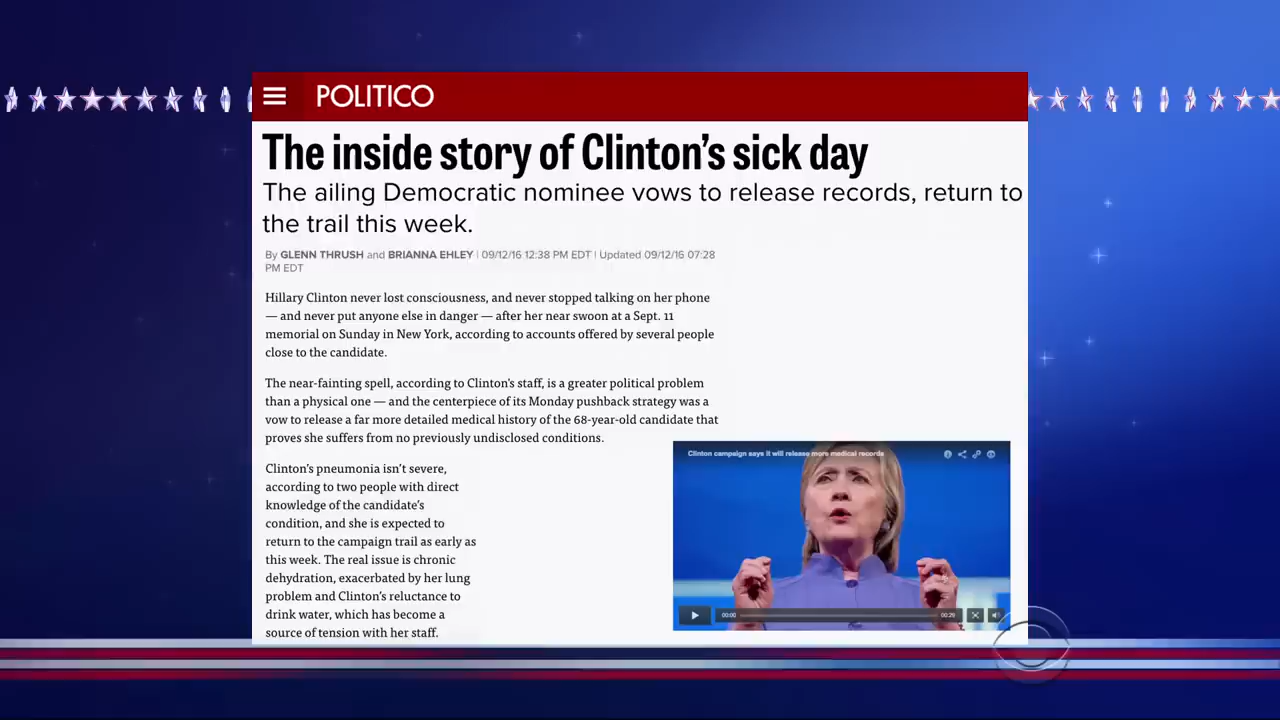 POLITICO
The inside story of Clinton's sick day
The ailing Democratic nominee vows to release records, return to
the trail this week.
By GLENN THRUSH and BRIANNA EHLEY | 09/12/16 12:38 PM EDT | Updated 09/12/16 07:28
PM EDT
Hillary Clinton never lost consciousness, and never stopped talking on her phone
— and never put anyone else in danger — after her near swoon at a Sept. 11
memorial on Sunday in New York, according to accounts offered by several people
close to the candidate.
The near-fainting spell, according to Clinton's staff, is a greater political problem
than a physical one — and the centerpiece of its Monday pushback strategy was a
vow to release a far more detailed medical history of the 68-year-old candidate that
proves she suffers from no previously undisclosed conditions.
Clinton's pneumonia isn't severe,
according to two people with direct
knowledge of the candidate's
condition, and she is expected to
return to the campaign trail as early as
this week. The real issue is chronic
dehydration, exacerbated by her lung
problem and Clinton's reluctance to
drink water, which has become a
source of tension with her staff.
Clinton campaign says it will release more medical records
00:00
00:25